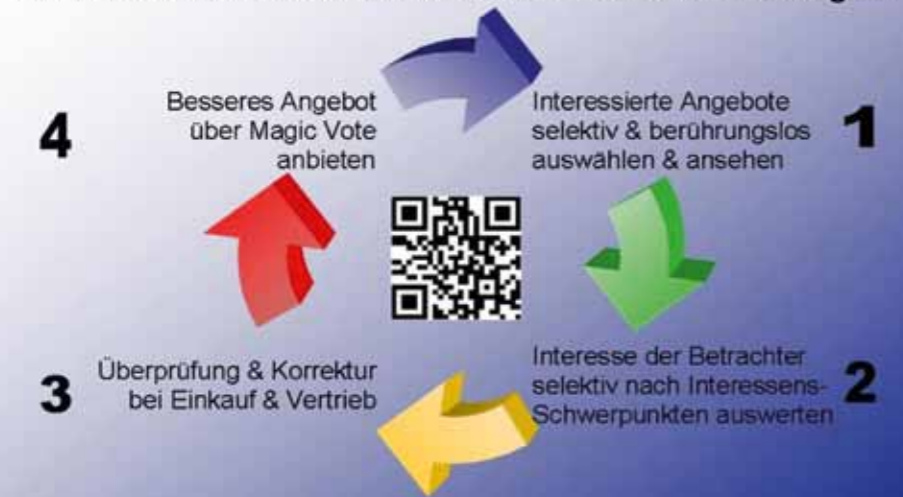 1
Interessierte Angebote
selektiv & berührungslos
auswählen & ansehen
2
Interesse der Betrachter
selektiv nach Interessens-
Schwerpunkten auswerten
3
Überprüfung & Korrektur
bei Einkauf & Vertrieb
4
Besseres Angebot
über Magic Vote
anbieten